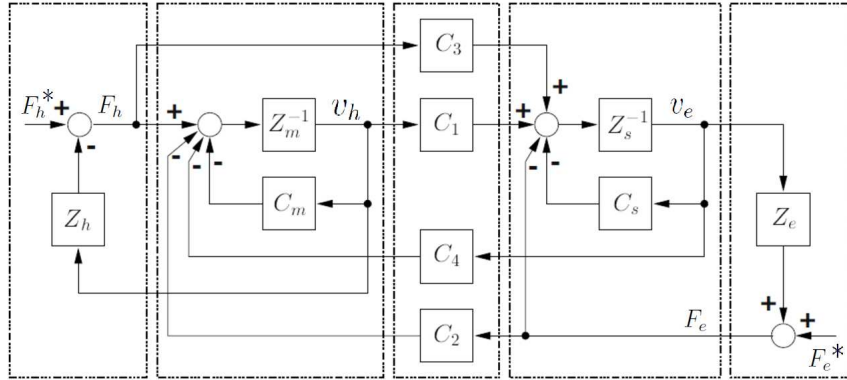 C₃
F_h* + F_h + Z_m⁻¹ v_h C₁ + + Z_s⁻¹ v_e
- - - - - -
Z_h C_m C_s Z_e
C₄
C₂ F_e + +
F_e*